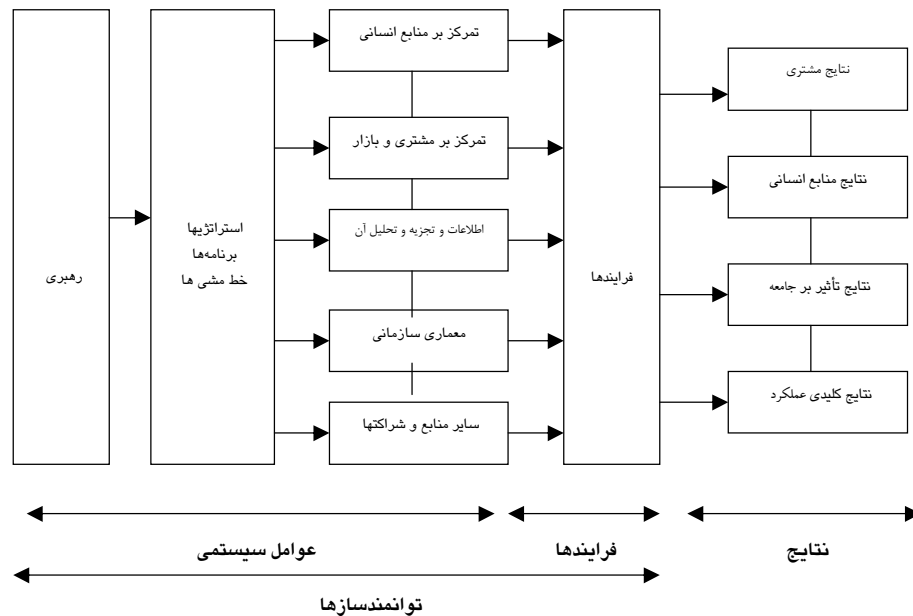 رهبری
استراتژیها
برنامه‌ها
خط مشی ها
تمرکز بر منابع انسانی
تمرکز بر مشتری و بازار
اطلاعات و تجزیه و تحلیل آن
معماری سازمانی
سایر منابع و شراکتها
فرایندها
نتایج مشتری
نتایج منابع انسانی
نتایج تأثیر بر جامعه
نتایج کلیدی عملکرد
عوامل سیستمی
فرایندها
نتایج
توانمندسازها